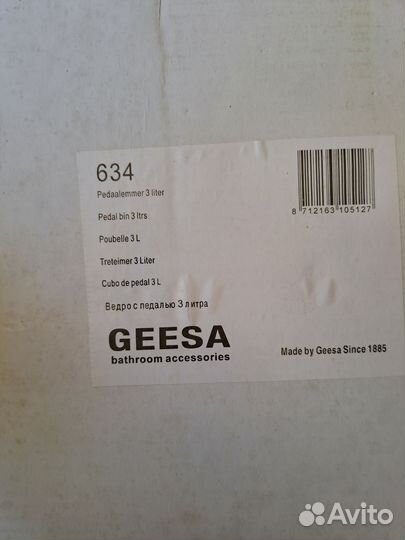 634
Pedaalemmer 3 liter
Pedal bin 3 ltrs
Poubelle 3 L
Treteimer 3 Liter
Cubo de pedal 3 L
Ведро с педалью 3 литра
GEESA
bathroom accessories
8 712163 105127
Made by Geesa Since 1885
Avito